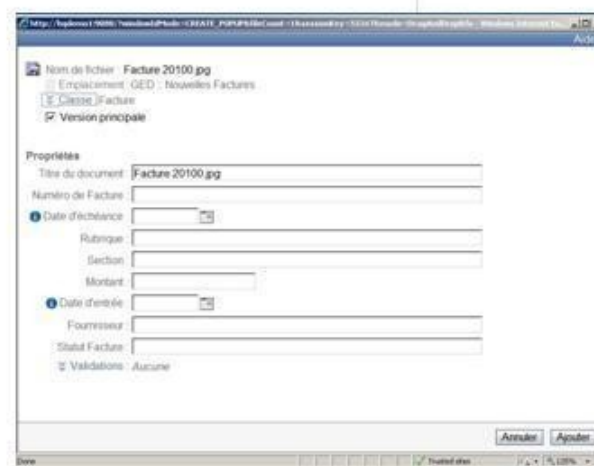 Aide
Nom de fichier : Facture 20100.jpg
Emplacement GED : Nouvelles Factures
Classe Facture
Version principale
Propriétés
Titre du document Facture 20100.jpg
Numéro de Facture
Date d'échéance
Rubrique
Section
Montant
Date d'entrée
Fournisseur
Statut Facture
Validations Aucune
Annuler Ajouter
Done Trusted sites 125%